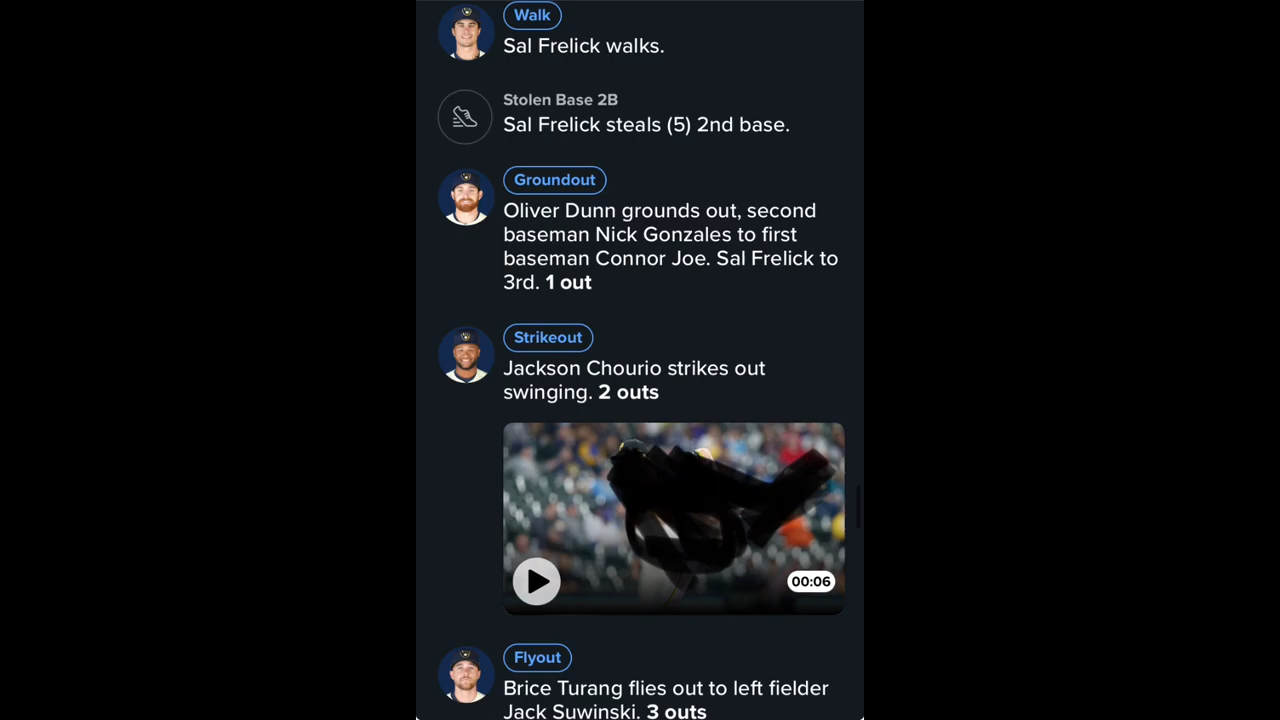 Walk
Sal Frelick walks.
Stolen Base 2B
Sal Frelick steals (5) 2nd base.
Groundout
Oliver Dunn grounds out, second
baseman Nick Gonzales to first
baseman Connor Joe. Sal Frelick to
3rd. 1 out
Strikeout
Jackson Chourio strikes out
swinging. 2 outs
00:06
Flyout
Brice Turang flies out to left fielder
Jack Suwinski. 3 outs